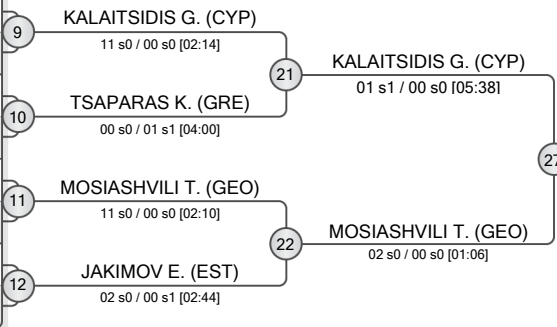 9
KALAITSIDIS G. (CYP)
11 s0 / 00 s0 [02:14]
21
KALAITSIDIS G. (CYP)
01 s1 / 00 s0 [05:38]
10
TSAPARAS K. (GRE)
00 s0 / 01 s1 [04:00]
27
11
MOSIASHVILI T. (GEO)
11 s0 / 00 s0 [02:10]
22
MOSIASHVILI T. (GEO)
02 s0 / 00 s0 [01:06]
12
JAKIMOV E. (EST)
02 s0 / 00 s1 [02:44]